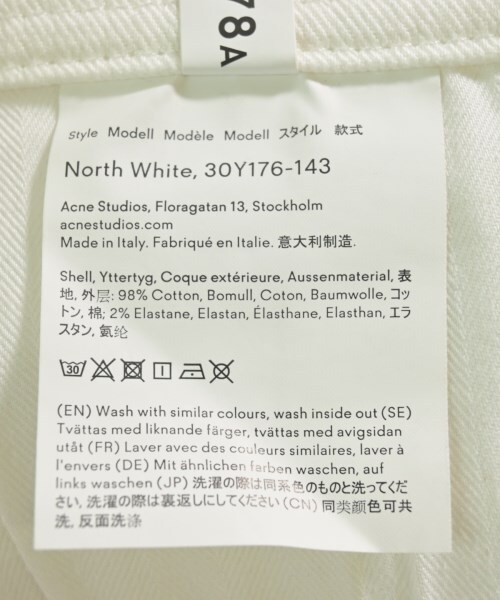 78A
Style Modell Modèle Modell スタイル 款式
North White, 30Y176-143
Acne Studios, Floragatan 13, Stockholm
acnestudios.com
Made in Italy. Fabriqué en Italie. 意大利制造.
Shell, Yttertyg, Coque extérieure, Aussenmaterial, 表
地, 外层: 98% Cotton, Bomull, Coton, Baumwolle, コッ
トン, 棉; 2% Elastane, Elastan, Élasthane, Elasthan, エラ
スタン, 氨纶
30
(EN) Wash with similar colours, wash inside out (SE)
Tvättas med liknande färger, tvättas med avigsidan
utåt (FR) Laver avec des couleurs similaires, laver à
l'envers (DE) Mit ähnlichen farben waschen, auf
links waschen (JP) 洗濯の際は同系色のものと洗ってくだ
さい, 洗濯の際は裏返しにしてください (CN) 同类颜色可共
洗, 反面洗涤